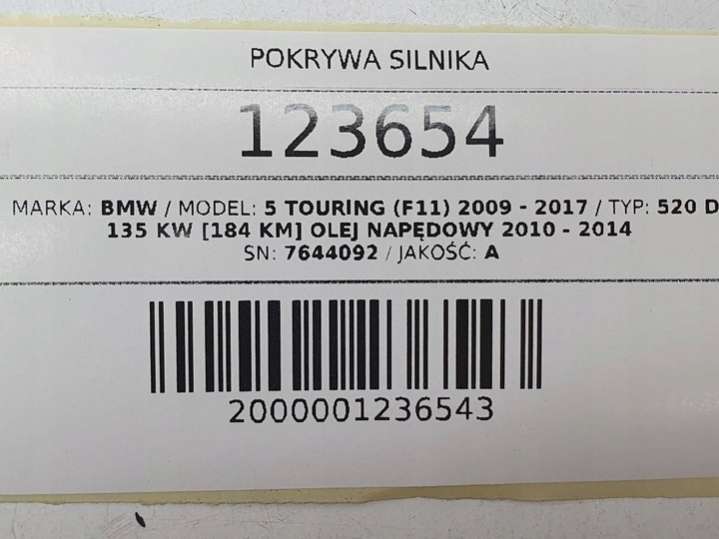 POKRYWA SILNIKA
123654
MARKA: BMW / MODEL: 5 TOURING (F11) 2009 - 2017 / TYP: 520 D
135 KW [184 KM] OLEJ NAPĘDOWY 2010 - 2014
SN: 7644092 / JAKOŚĆ: A
2000001236543